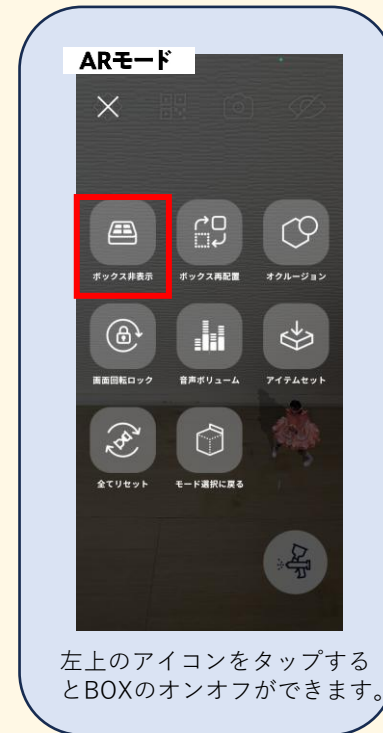 ARモード
ボックス非表示
ボックス再配置
オクルージョン
画面回転ロック
音声ボリューム
アイテムセット
全てリセット
モード選択に戻る
左上のアイコンをタップする
とBOXのオンオフができます。